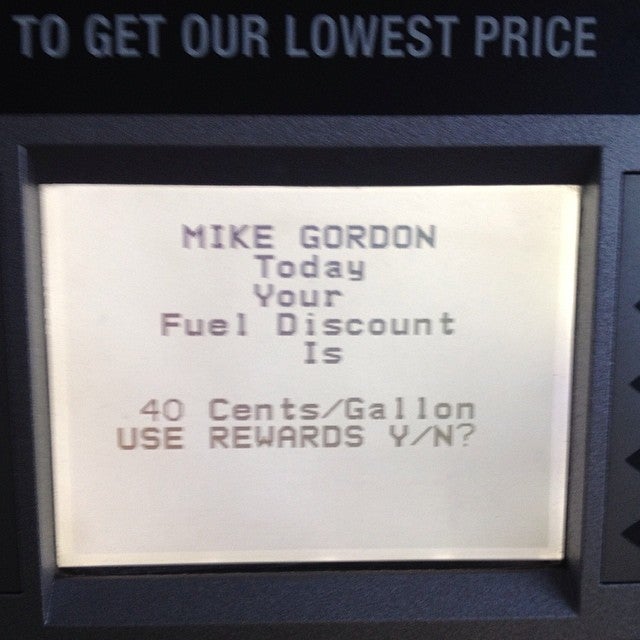 TO GET OUR LOWEST PRICE
MIKE GORDON
Today
Your
Fuel Discount
Is
40 Cents/Gallon
USE REWARDS Y/N?